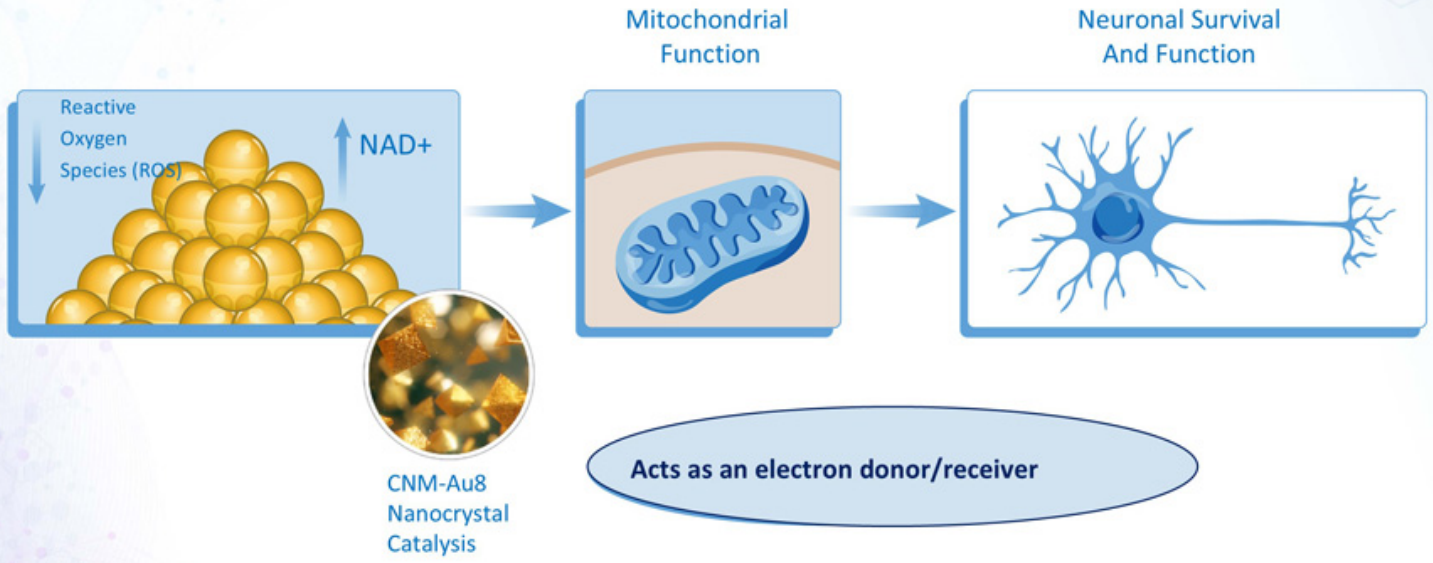 Mitochondrial
Function
Neuronal Survival
And Function
Reactive
Oxygen
Species (ROS)
NAD+
CNM-Au8
Nanocrystal
Catalysis
Acts as an electron donor/receiver